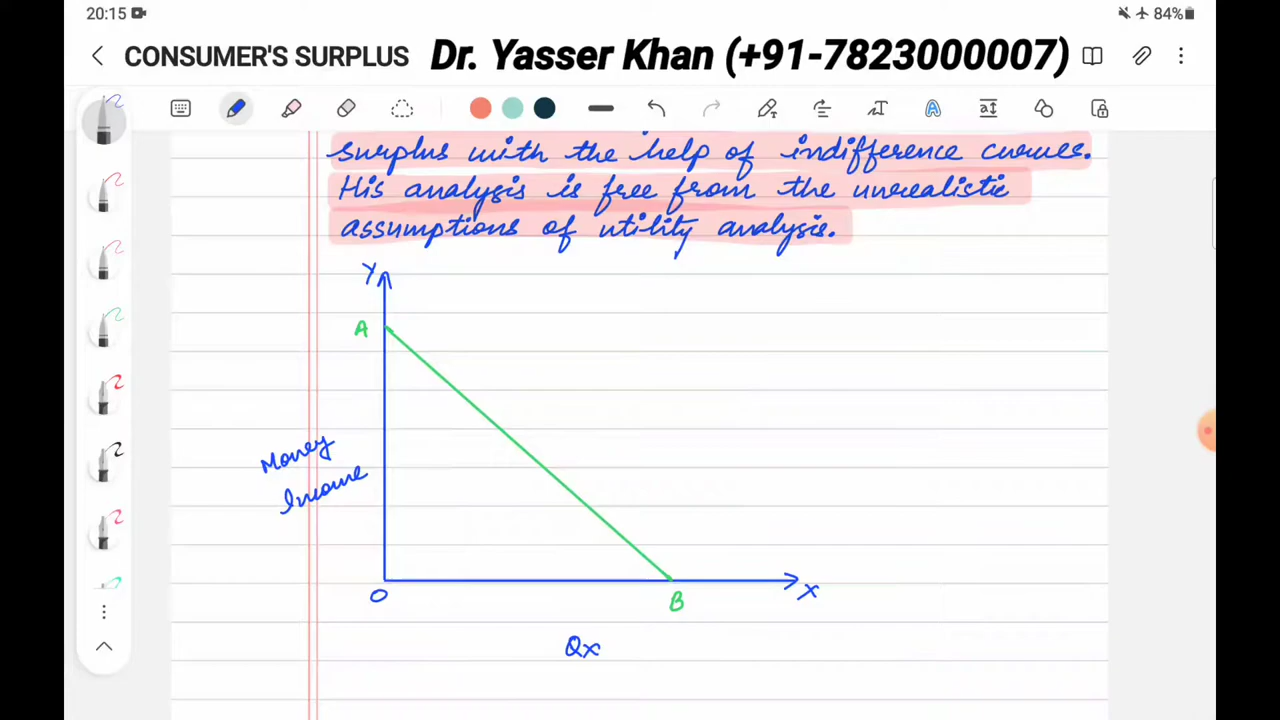 20:15
84%
CONSUMER'S SURPLUS Dr. Yasser Khan (+91-7823000007)
surplus with the help of indifference curves.
His analysis is free from the unrealistic
assumptions of utility analysis.
Y
A
Money
Income
O
B
X
Qx